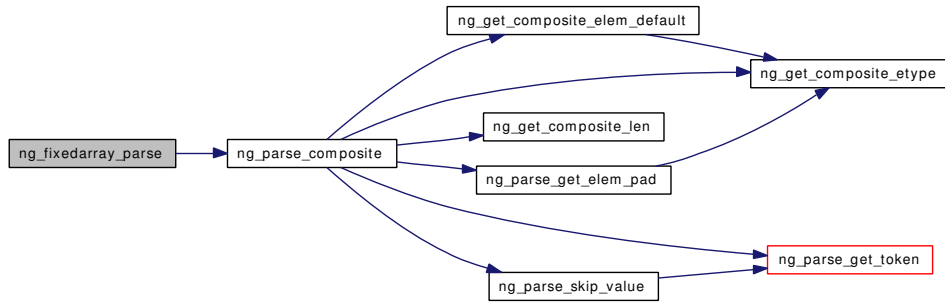 ng_get_composite_elem_default
ng_get_composite_etype
ng_get_composite_len
ng_fixedarray_parse
ng_parse_composite
ng_parse_get_elem_pad
ng_parse_get_token
ng_parse_skip_value